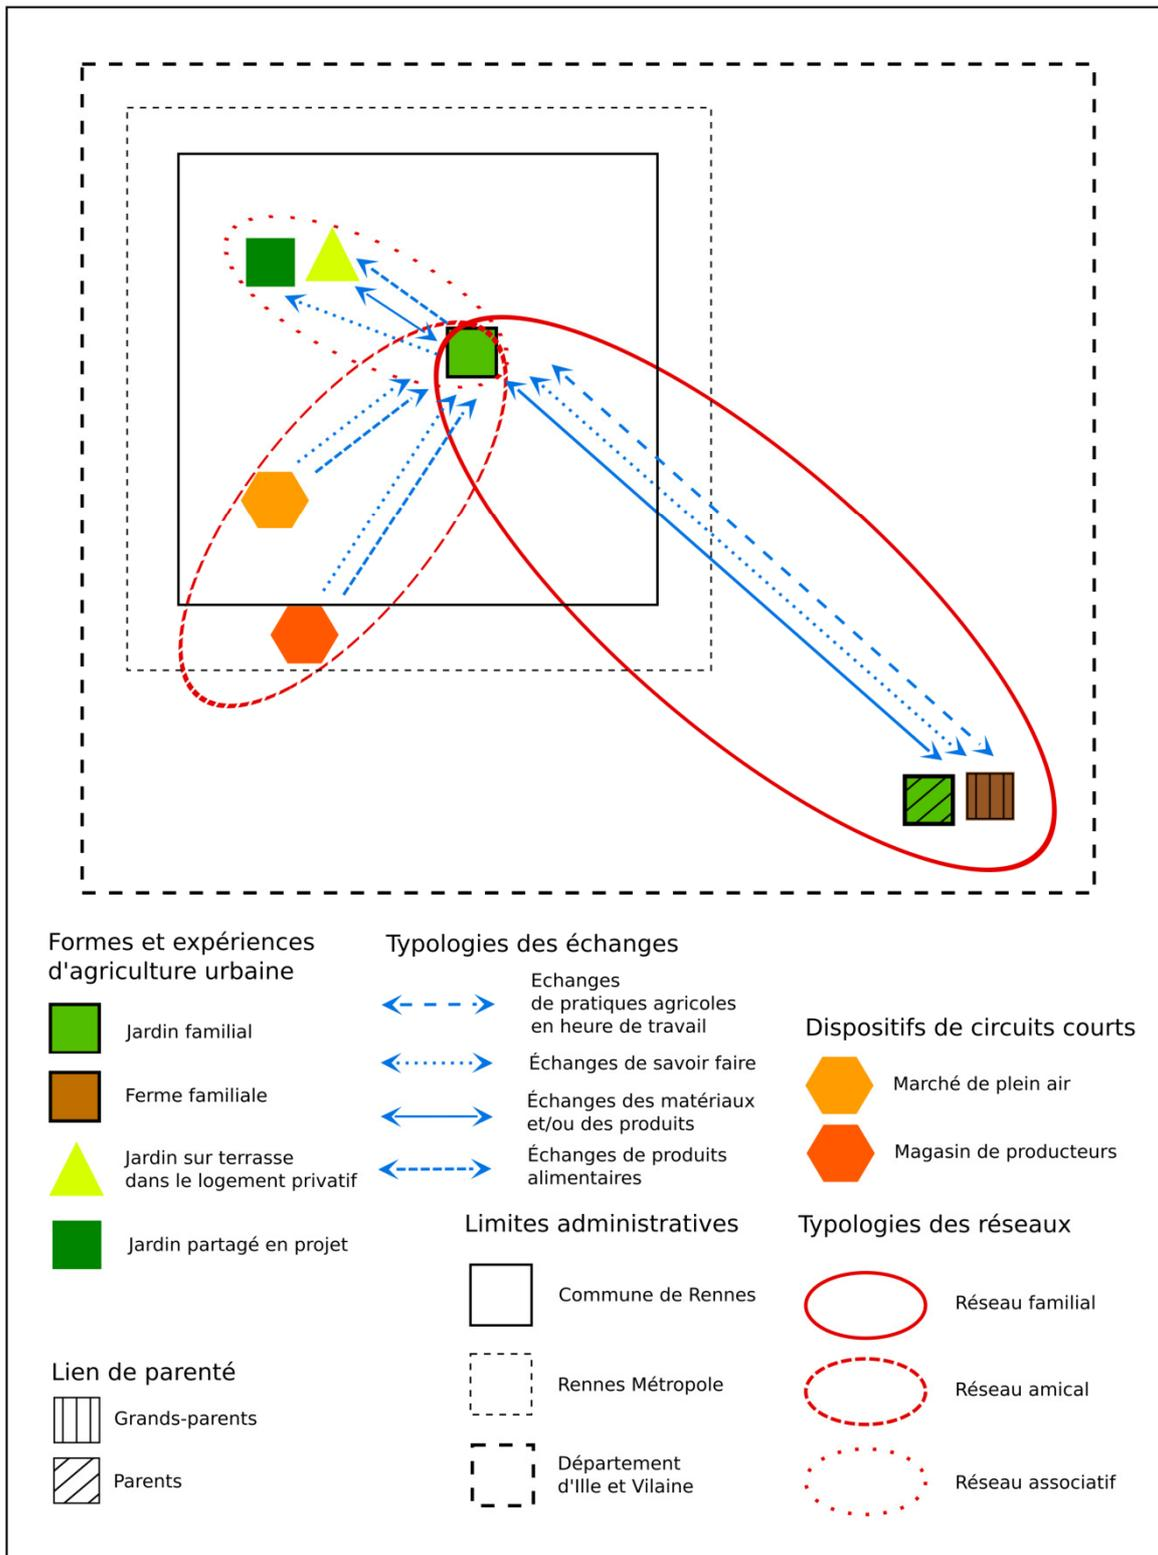 Formes et expériences
d'agriculture urbaine
Jardin familial
Ferme familiale
Jardin sur terrasse
dans le logement privatif
Jardin partagé en projet
Lien de parenté
Grands-parents
Parents
Typologies des échanges
Echanges
de pratiques agricoles
en heure de travail
Échanges de savoir faire
Échanges des matériaux
et/ou des produits
Échanges de produits
alimentaires
Limites administratives
Commune de Rennes
Rennes Métropole
Département
d'Ille et Vilaine
Dispositifs de circuits courts
Marché de plein air
Magasin de producteurs
Typologies des réseaux
Réseau familial
Réseau amical
Réseau associatif